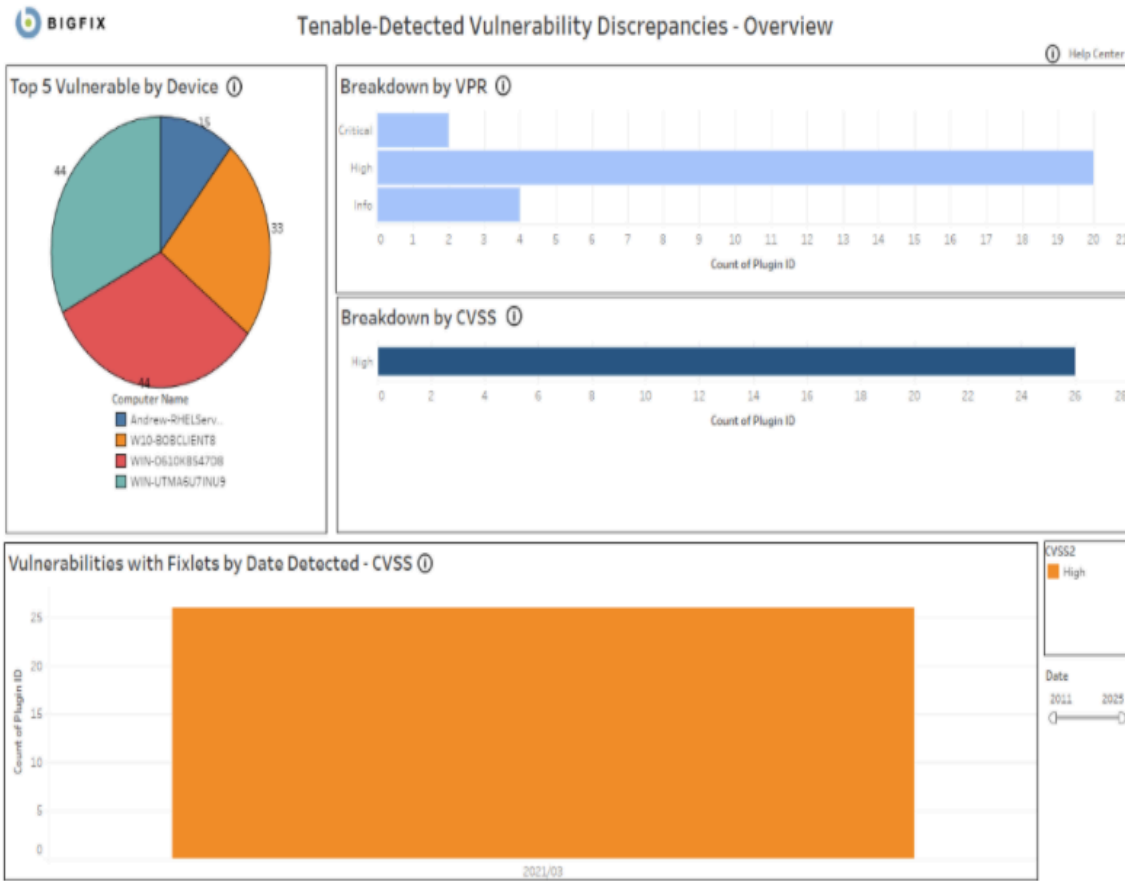 BIGFIX
Tenable-Detected Vulnerability Discrepancies - Overview
Help Center
Top 5 Vulnerable by Device
15
44
33
44
Computer Name
Andrew-RHELServ..
W10-BOBCLIENT8
WIN-O610K8S47D8
WIN-UTMA6U7INU9
Breakdown by VPR
Critical
High
Info
0 1 2 3 4 5 6 7 8 9 10 11 12 13 14 15 16 17 18 19 20 21
Count of Plugin ID
Breakdown by CVSS
High
0 2 4 6 8 10 12 14 16 18 20 22 24 26 28
Count of Plugin ID
Vulnerabilities with Fixlets by Date Detected - CVSS
Count of Plugin ID
25
20
15
10
5
0
2021/03
CVSS2
High
Date
2011 2025